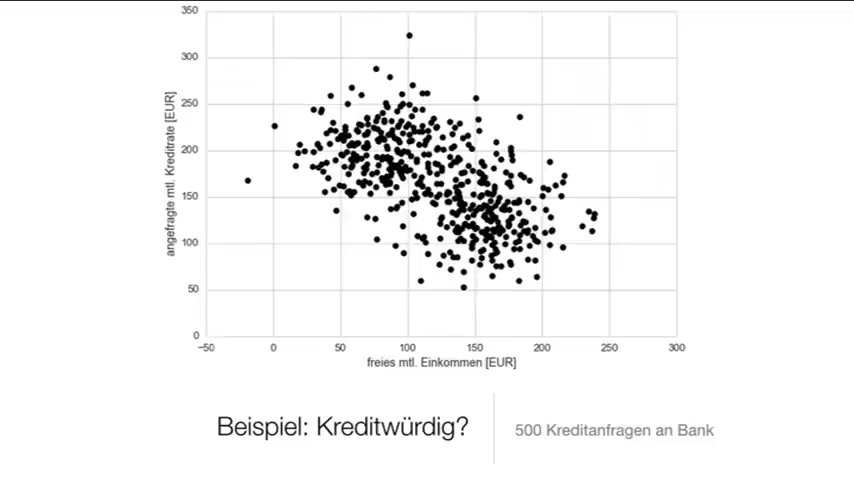 350
300
250
200
150
100
50
0
angefragte mtl. Kreditrate [EUR]
−50 0 50 100 150 200 250 300
freies mtl. Einkommen [EUR]
Beispiel: Kreditwürdig?
500 Kreditanfragen an Bank